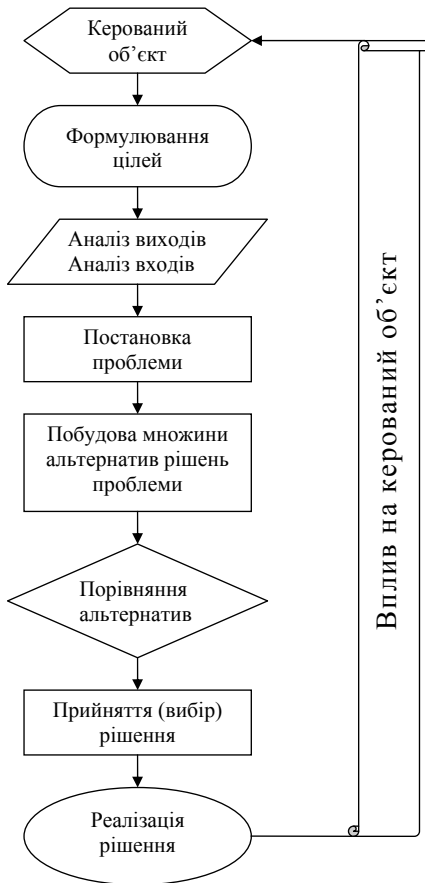 Керований
об’єкт
Формулювання
цілей
Аналіз виходів
Аналіз входів
Постановка
проблеми
Побудова множини
альтернатив рішень
проблеми
Порівняння
альтернатив
Прийняття (вибір)
рішення
Реалізація
рішення
Вплив на керований об’єкт